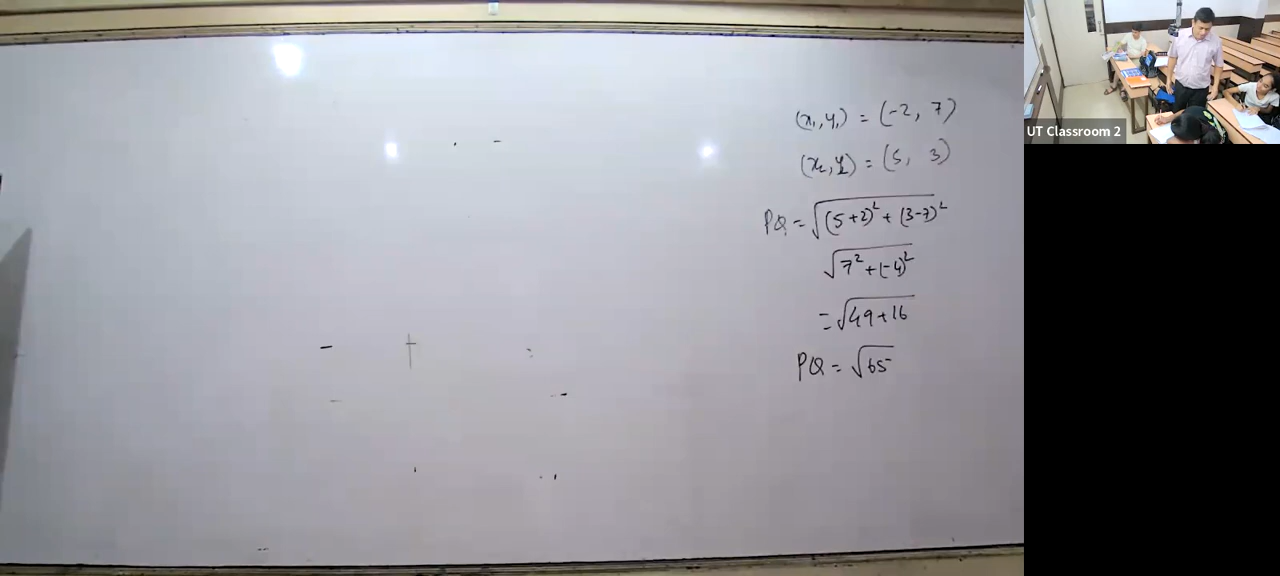 (x₁, y₁) = (-2, 7)
(x₂, y₂) = (5, 3)
PQ = √(5+2)² + (3-7)²
√7² + (-4)²
= √49+16
PQ = √65
UT Classroom 2